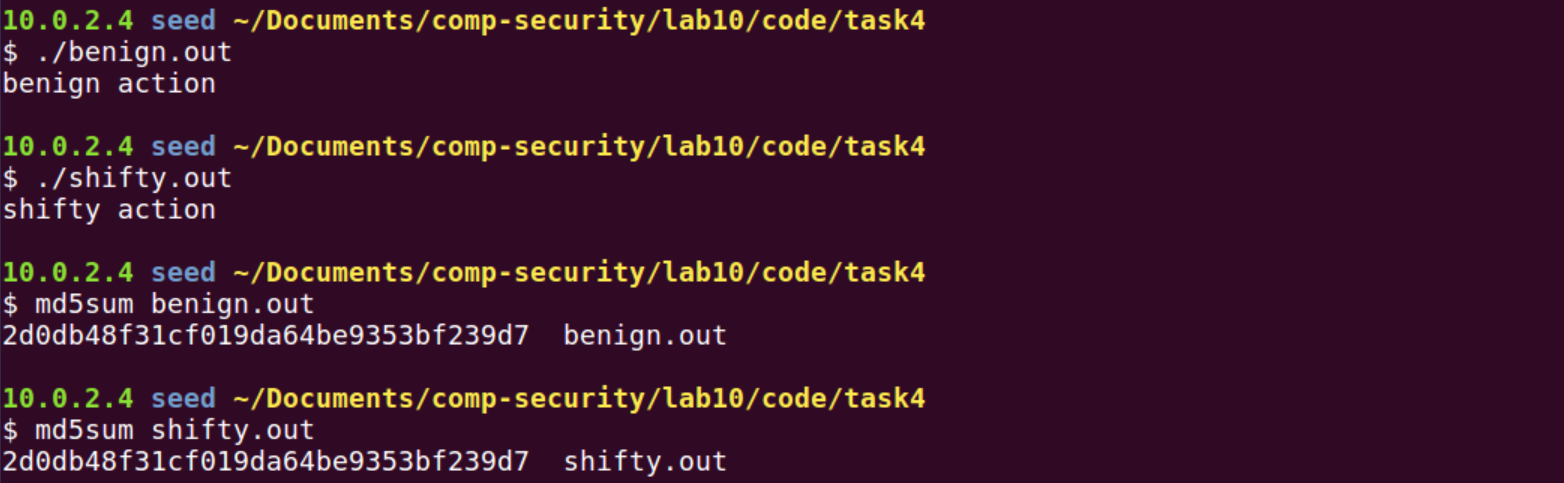 10.0.2.4 seed ~/Documents/comp-security/lab10/code/task4
$ ./benign.out
benign action
10.0.2.4 seed ~/Documents/comp-security/lab10/code/task4
$ ./shifty.out
shifty action
10.0.2.4 seed ~/Documents/comp-security/lab10/code/task4
$ md5sum benign.out
2d0db48f31cf019da64be9353bf239d7  benign.out
10.0.2.4 seed ~/Documents/comp-security/lab10/code/task4
$ md5sum shifty.out
2d0db48f31cf019da64be9353bf239d7  shifty.out